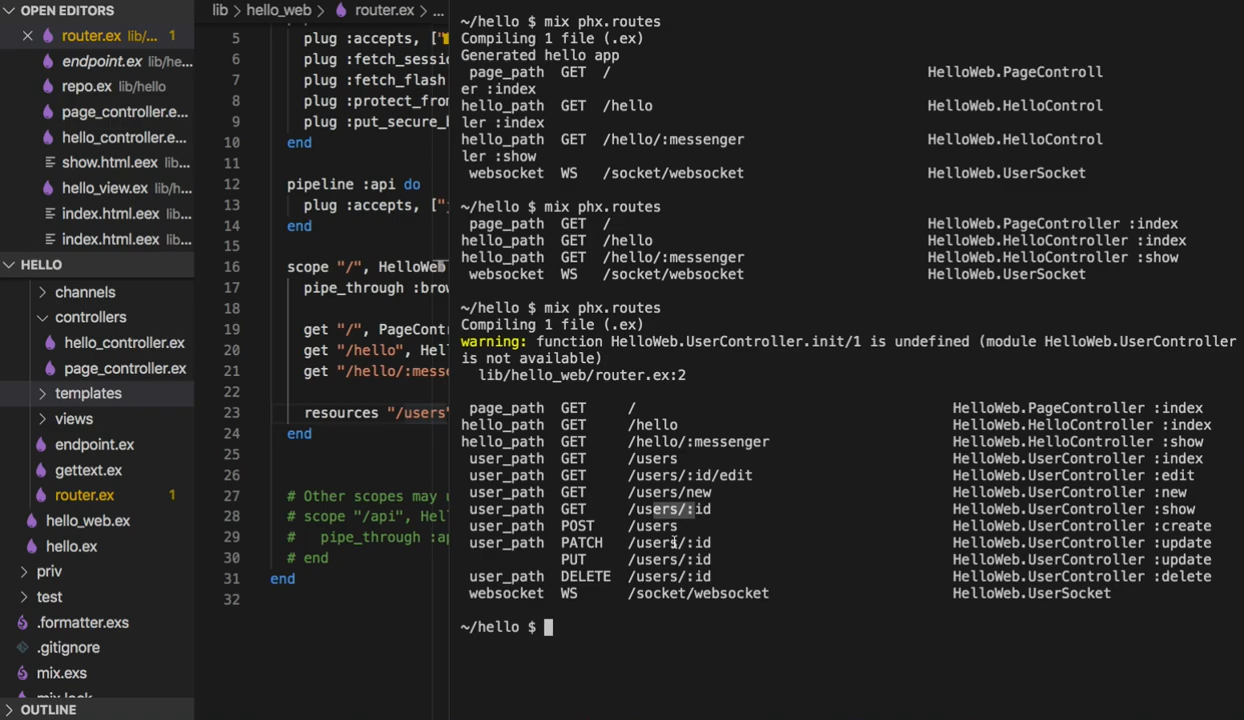 OPEN EDITORS
router.ex lib/... 1
endpoint.ex lib/he...
repo.ex lib/hello
page_controller.e...
hello_controller.e...
show.html.eex lib...
hello_view.ex lib/h...
index.html.eex lib...
index.html.eex lib...
HELLO
channels
controllers
hello_controller.ex
page_controller.ex
templates
views
endpoint.ex
gettext.ex
router.ex 1
hello_web.ex
hello.ex
priv
test
.formatter.exs
.gitignore
mix.exs
mix.lock
OUTLINE
lib > hello_web > router.ex > ...
5 plug :accepts, ["
6 plug :fetch_sessi
7 plug :fetch_flash
8 plug :protect_fro
9 plug :put_secure_
10 end
11
12 pipeline :api do
13 plug :accepts, ["
14 end
15
16 scope "/", HelloWeb
17 pipe_through :bro
18
19 get "/", PageCont
20 get "/hello", Hel
21 get "/hello/:mess
22
23 resources "/users"
24 end
25
26
27 # Other scopes may
28 # scope "/api", Hel
29 # pipe_through :ap
30 # end
31 end
32
~/hello $ mix phx.routes
Compiling 1 file (.ex)
Generated hello app
page_path GET / HelloWeb.PageControll
er :index
hello_path GET /hello HelloWeb.HelloControl
ler :index
hello_path GET /hello/:messenger HelloWeb.HelloControl
ler :show
websocket WS /socket/websocket HelloWeb.UserSocket
~/hello $ mix phx.routes
page_path GET / HelloWeb.PageController :index
hello_path GET /hello HelloWeb.HelloController :index
hello_path GET /hello/:messenger HelloWeb.HelloController :show
websocket WS /socket/websocket HelloWeb.UserSocket
~/hello $ mix phx.routes
Compiling 1 file (.ex)
warning: function HelloWeb.UserController.init/1 is undefined (module HelloWeb.UserController
is not available)
lib/hello_web/router.ex:2
page_path GET / HelloWeb.PageController :index
hello_path GET /hello HelloWeb.HelloController :index
hello_path GET /hello/:messenger HelloWeb.HelloController :show
user_path GET /users HelloWeb.UserController :index
user_path GET /users/:id/edit HelloWeb.UserController :edit
user_path GET /users/new HelloWeb.UserController :new
user_path GET /users/:id HelloWeb.UserController :show
user_path POST /users HelloWeb.UserController :create
user_path PATCH /users/:id HelloWeb.UserController :update
PUT /users/:id HelloWeb.UserController :update
user_path DELETE /users/:id HelloWeb.UserController :delete
websocket WS /socket/websocket HelloWeb.UserSocket
~/hello $